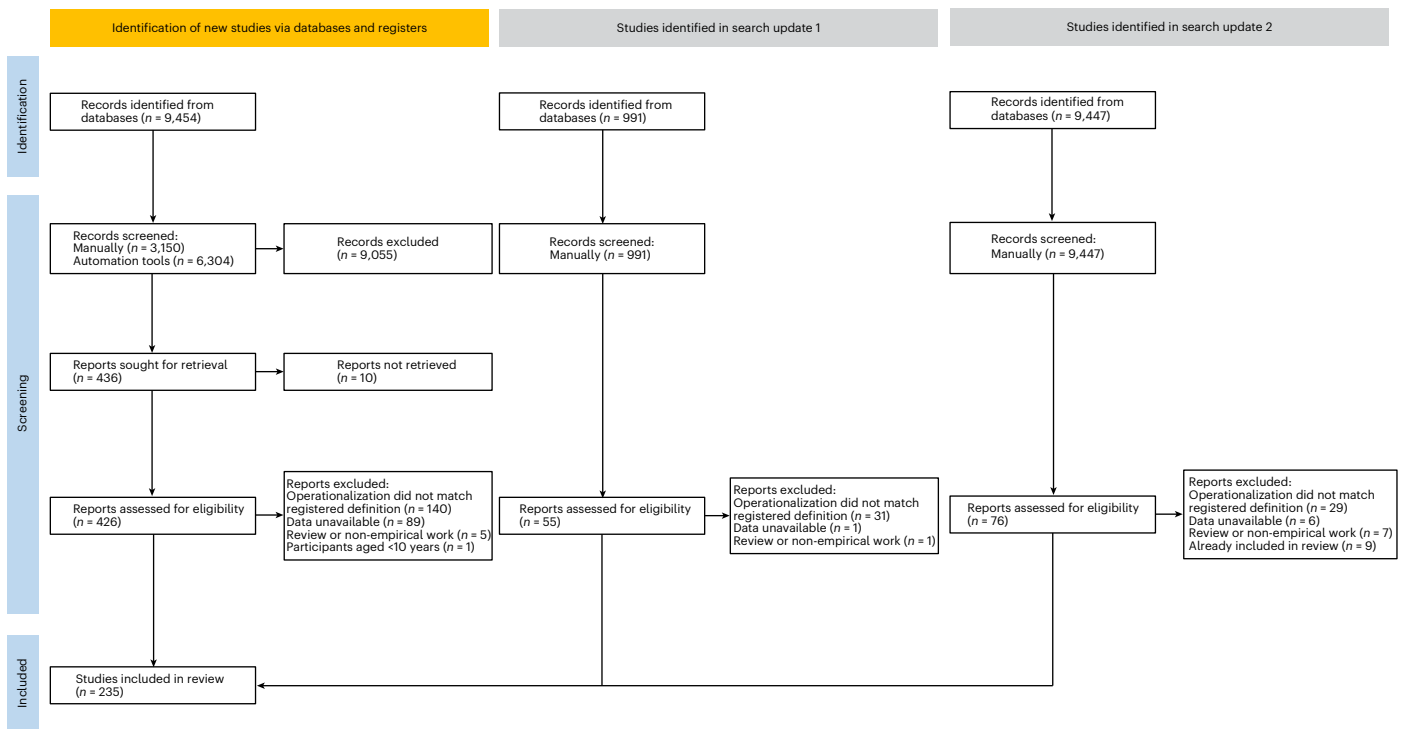 Identification of new studies via databases and registers
Studies identified in search update 1
Studies identified in search update 2
Identification
Records identified from
databases (n = 9,454)
Records identified from
databases (n = 991)
Records identified from
databases (n = 9,447)
Screening
Records screened:
Manually (n = 3,150)
Automation tools (n = 6,304)
Records excluded
(n = 9,055)
Records screened:
Manually (n = 991)
Records screened:
Manually (n = 9,447)
Reports sought for retrieval
(n = 436)
Reports not retrieved
(n = 10)
Reports assessed for eligibility
(n = 426)
Reports excluded:
Operationalization did not match
registered definition (n = 140)
Data unavailable (n = 89)
Review or non-empirical work (n = 5)
Participants aged <10 years (n = 1)
Reports assessed for eligibility
(n = 55)
Reports excluded:
Operationalization did not match
registered definition (n = 31)
Data unavailable (n = 1)
Review or non-empirical work (n = 1)
Reports assessed for eligibility
(n = 76)
Reports excluded:
Operationalization did not match
registered definition (n = 29)
Data unavailable (n = 6)
Review or non-empirical work (n = 7)
Already included in review (n = 9)
Included
Studies included in review
(n = 235)